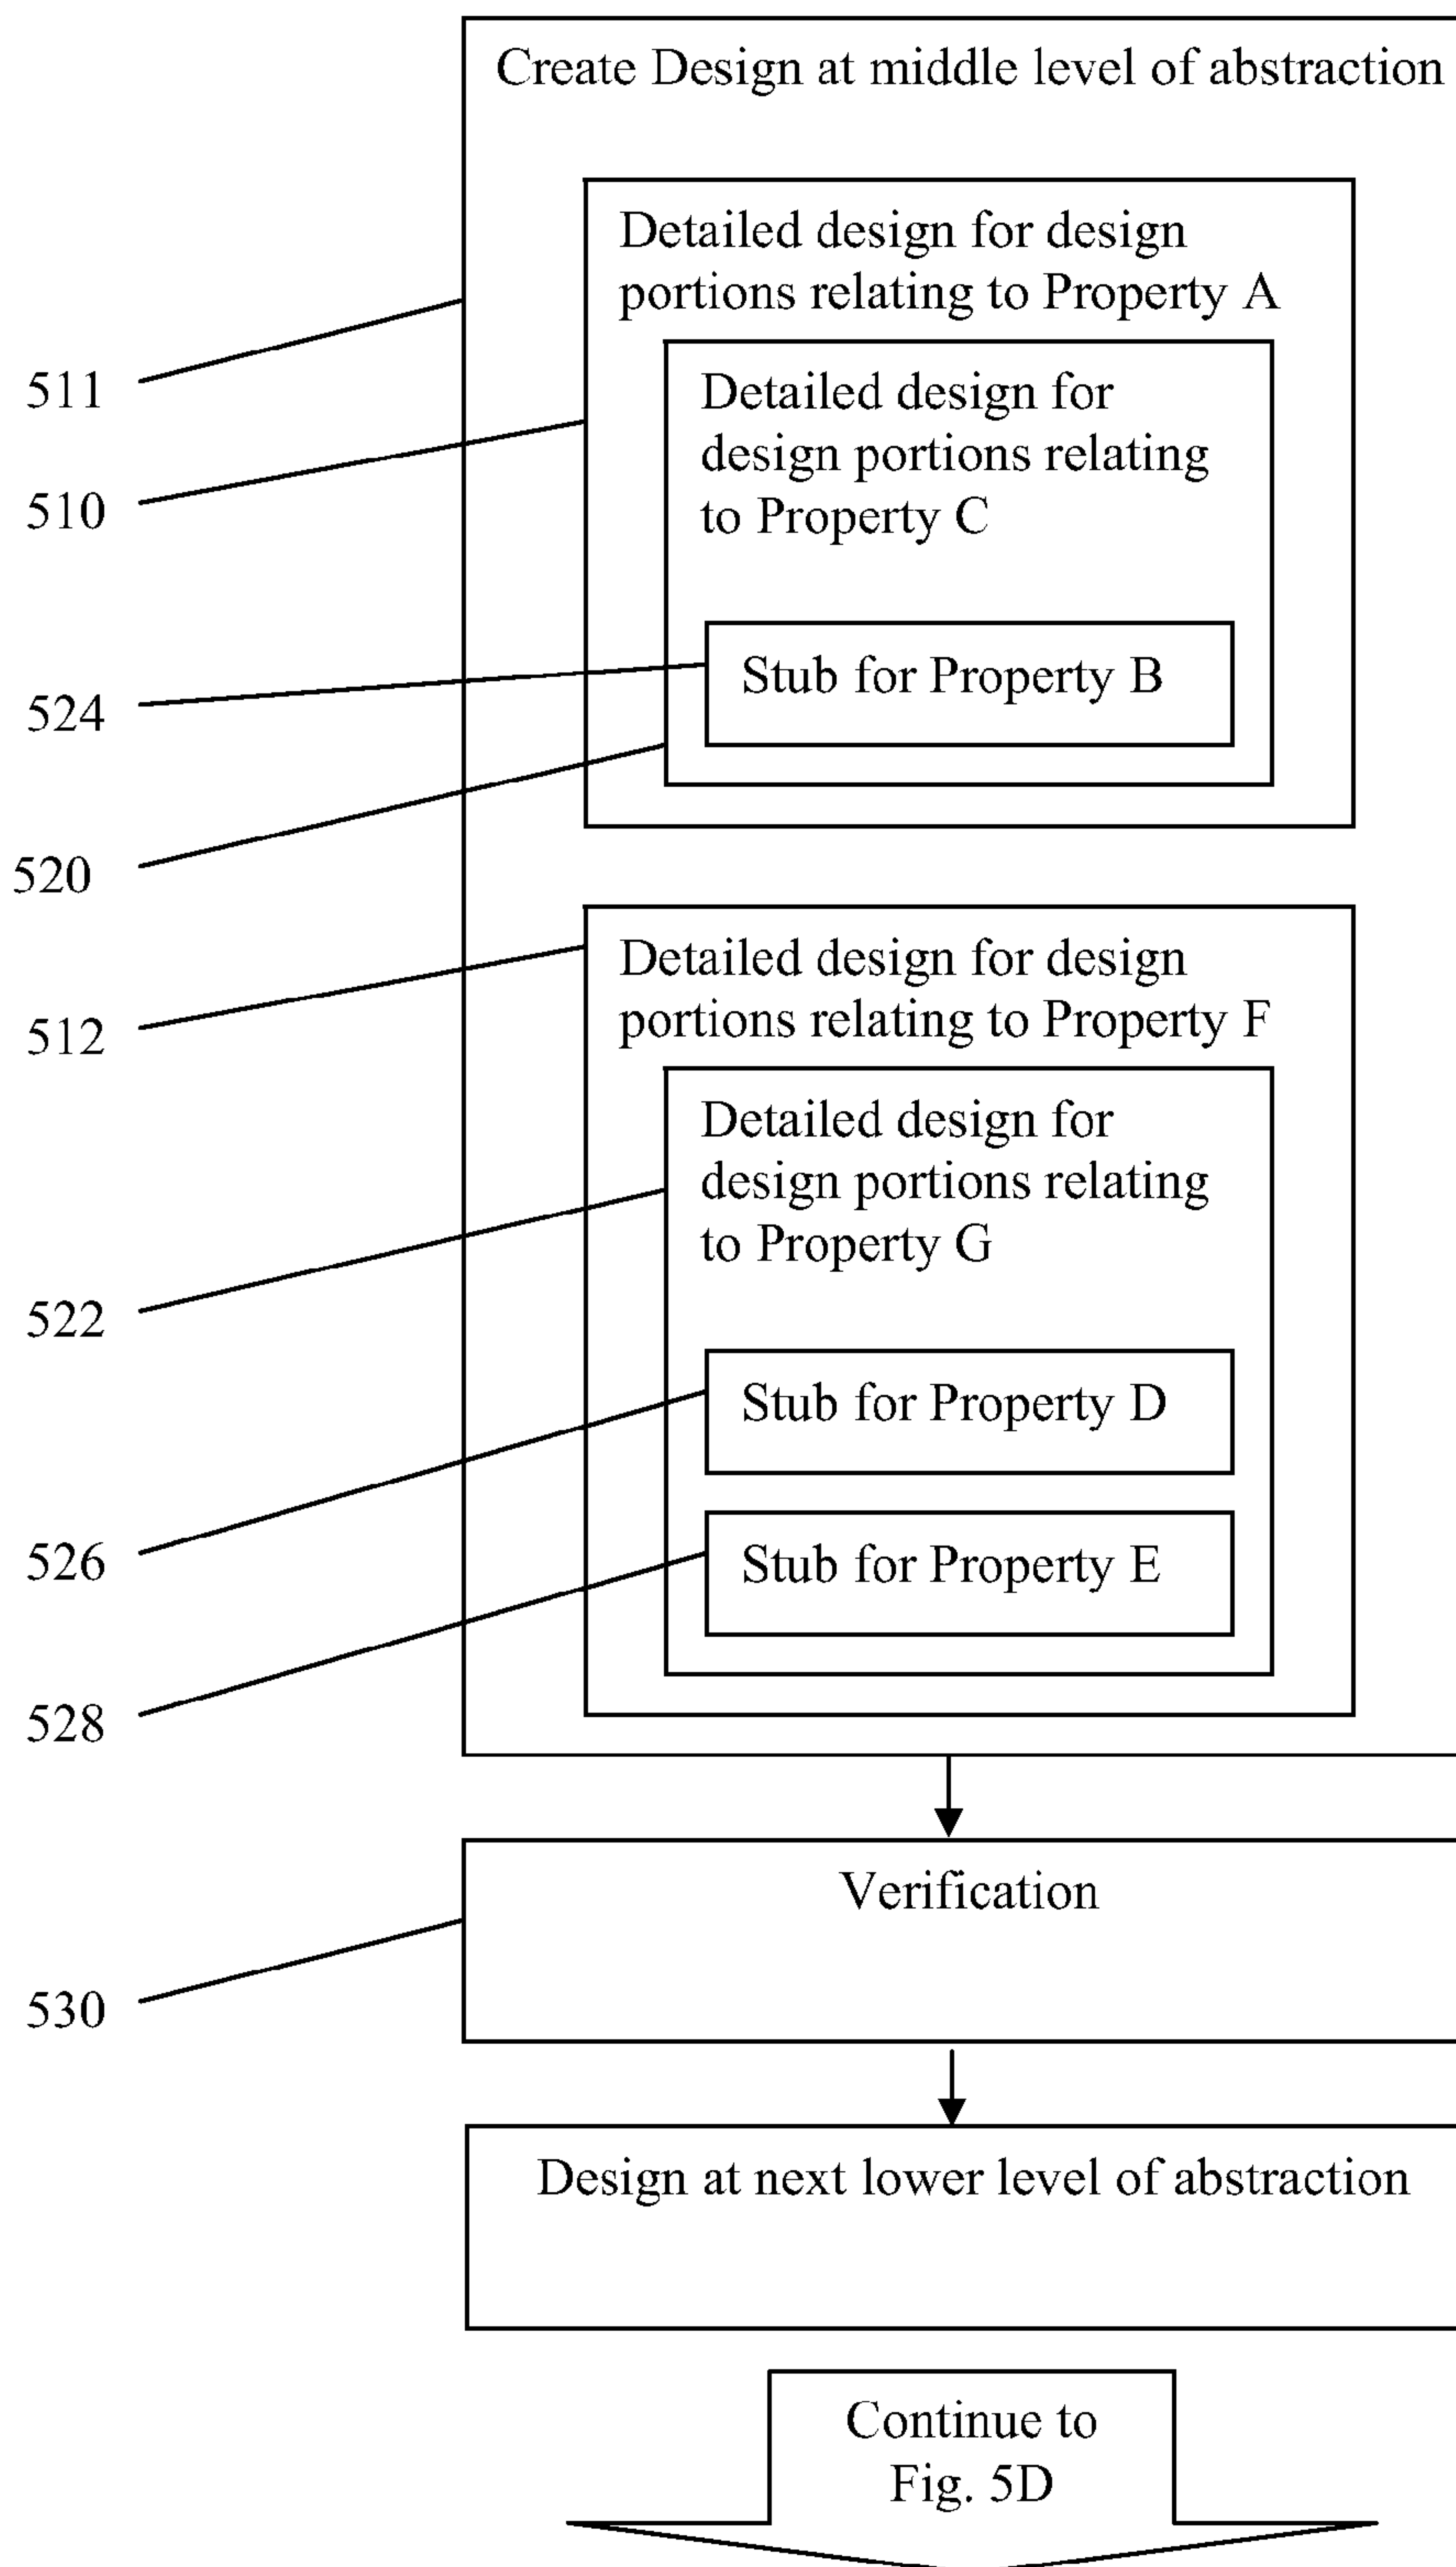 Create Design at middle level of abstraction
Detailed design for design
portions relating to Property A
Detailed design for
design portions relating
to Property C
511
510
Stub for Property B
524
520
Detailed design for design
portions relating to Property F
512
Detailed design for
design portions relating
to Property G
522
Stub for Property D
526
Stub for Property E
528
Verification
530
Design at next lower level of abstraction
Continue to
Fig. 5D